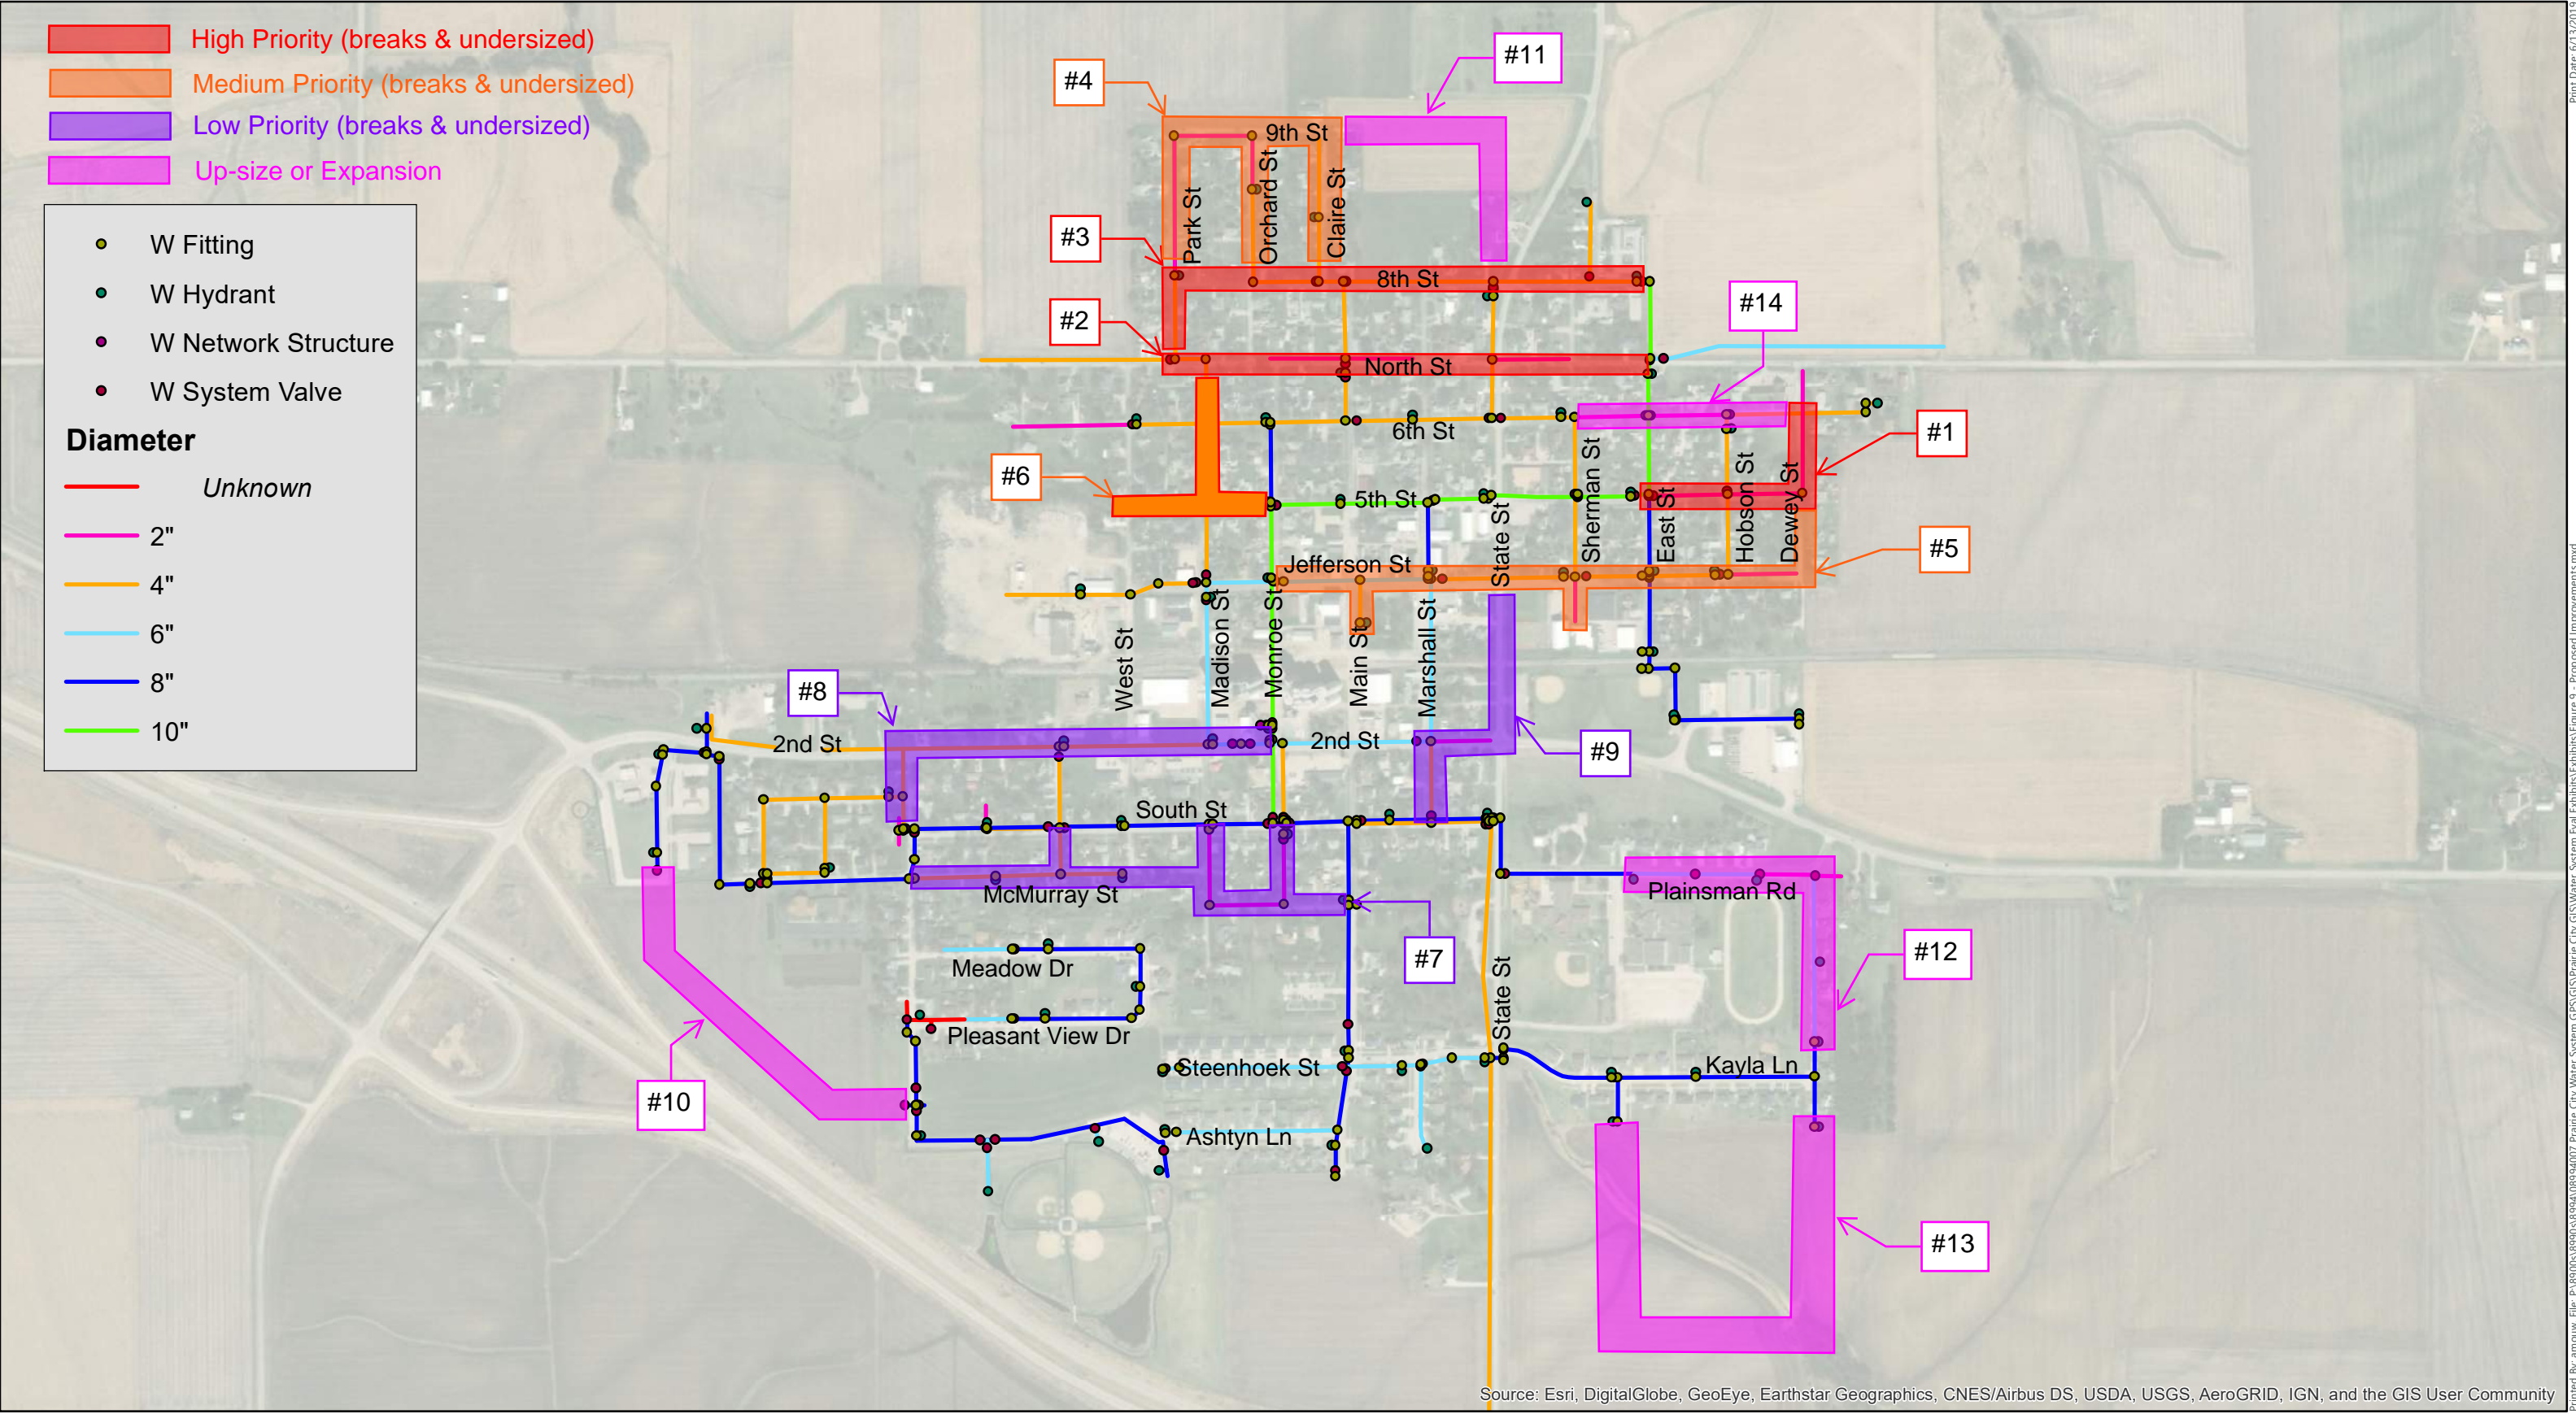 High Priority (breaks & undersized)
Medium Priority (breaks & undersized)
Low Priority (breaks & undersized)
Up-size or Expansion
W Fitting
W Hydrant
W Network Structure
W System Valve
Diameter
Unknown
2"
4"
6"
8"
10"
#11
#4
9th St
Park St
Orchard St
Claire St
#3
8th St
#2
#14
North St
#1
6th St
#6
5th St
Sherman St
East St
Hobson St
Dewey St
State St
#5
Jefferson St
West St
Madison St
Monroe St
Main St
Marshall St
#8
2nd St
2nd St
#9
South St
McMurray St
Plainsman Rd
#7
#12
Meadow Dr
Pleasant View Dr
State St
Steenhoek St
Kayla Ln
#10
Ashtyn Ln
#13
Source: Esri, DigitalGlobe, GeoEye, Earthstar Geographics, CNES/Airbus DS, USDA, USGS, AeroGRID, IGN, and the GIS User Community
Print Date: 6/13/2019